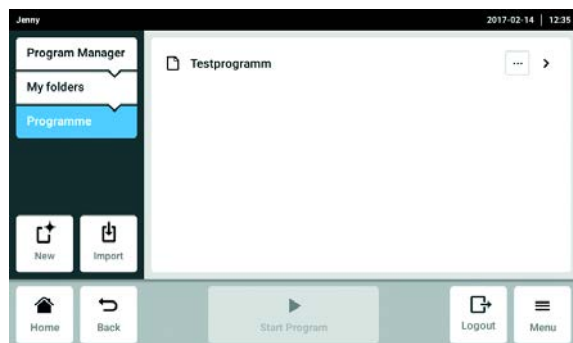 Jenny
2017-02-14 | 12:35
Program Manager
My folders
Programme
Testprogramm
...
New
Import
Home
Back
Start Program
Logout
Menu